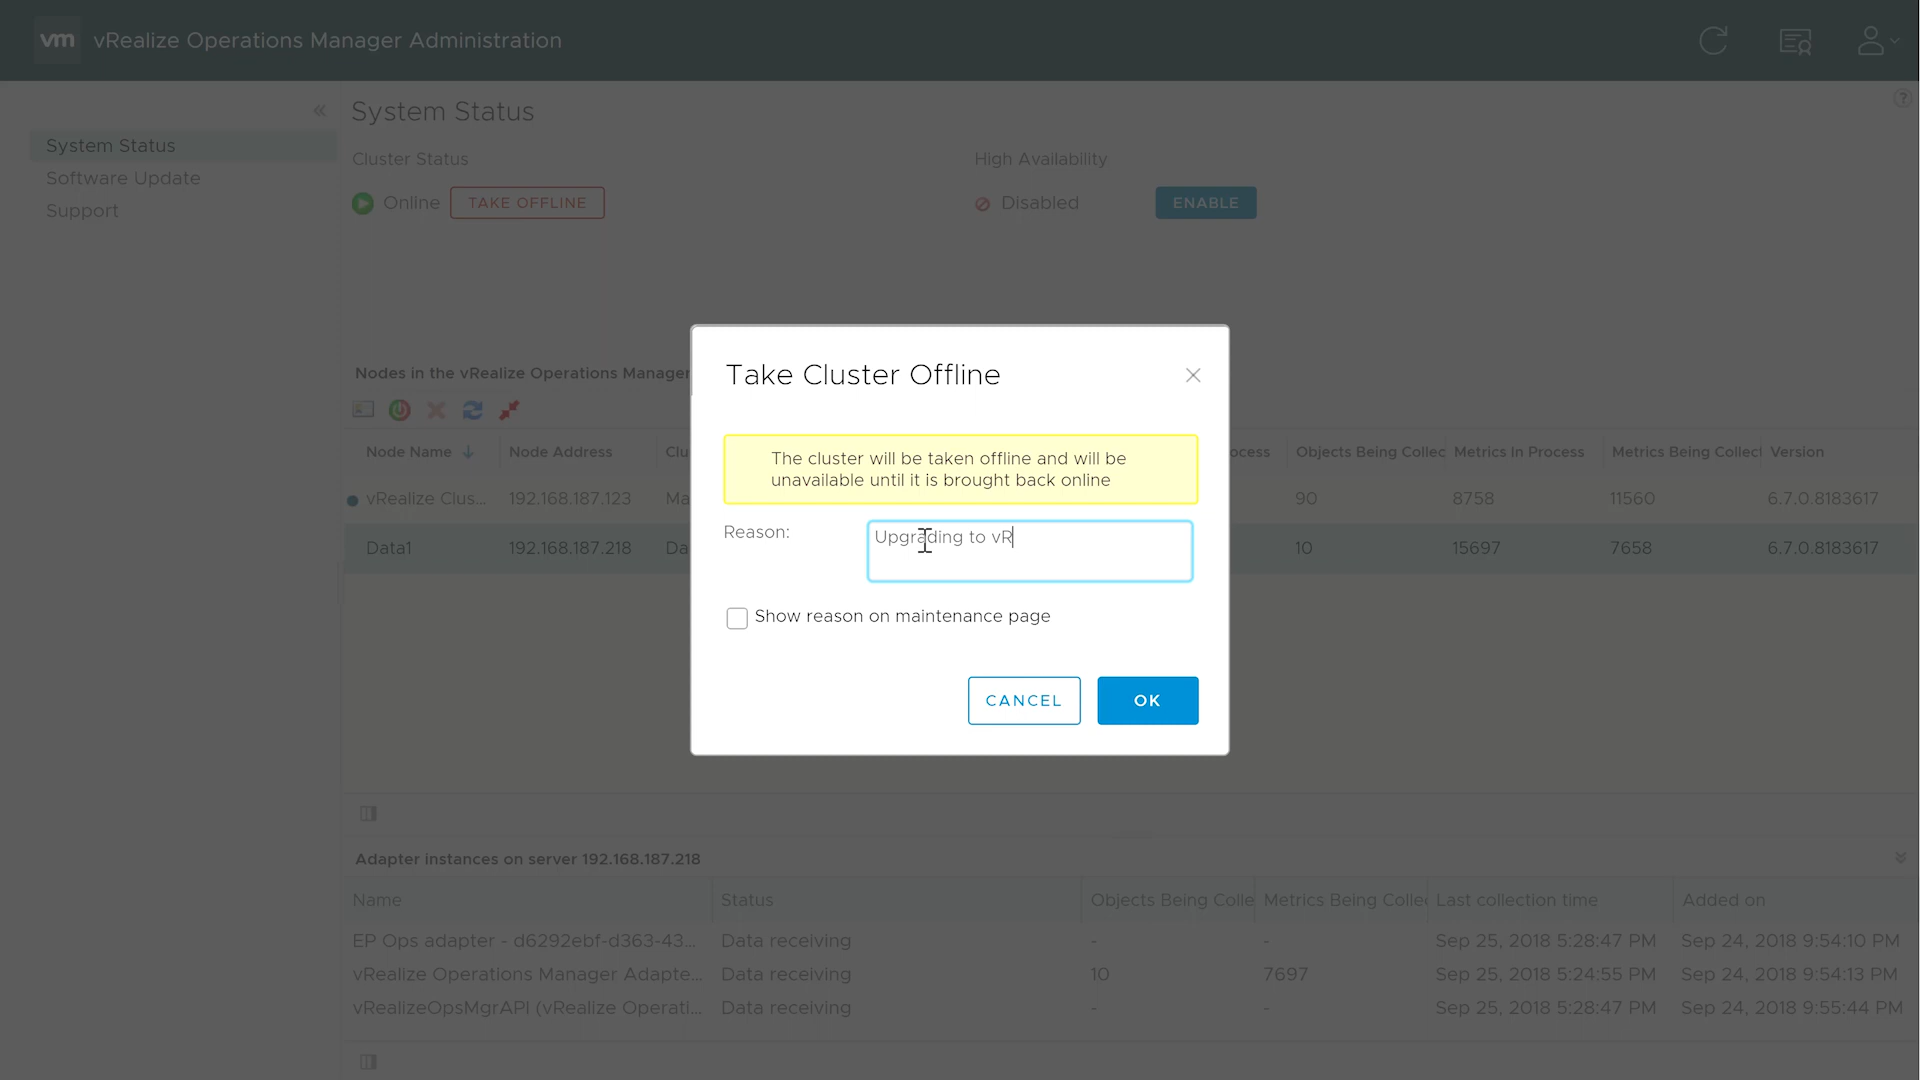 vm vRealize Operations Manager Administration
System Status
System Status
Software Update
Support
Cluster Status
High Availability
Online TAKE OFFLINE
Disabled ENABLE
Nodes in the vRealize Operations Manager
Node Name Node Address Clu ocess Objects Being Collec Metrics In Process Metrics Being Collect Version
vRealize Clus... 192.168.187.123 Ma 90 8758 11560 6.7.0.8183617
Data1 192.168.187.218 Da 10 15697 7658 6.7.0.8183617
Take Cluster Offline
The cluster will be taken offline and will be
unavailable until it is brought back online
Reason: Upgrading to vR
Show reason on maintenance page
CANCEL OK
Adapter instances on server 192.168.187.218
Name Status Objects Being Colle Metrics Being Collec Last collection time Added on
EP Ops adapter - d6292ebf-d363-43... Data receiving - - Sep 25, 2018 5:28:47 PM Sep 24, 2018 9:54:10 PM
vRealize Operations Manager Adapte... Data receiving 10 7697 Sep 25, 2018 5:24:55 PM Sep 24, 2018 9:54:13 PM
vRealizeOpsMgrAPI (vRealize Operati... Data receiving - - Sep 25, 2018 5:28:47 PM Sep 24, 2018 9:55:44 PM